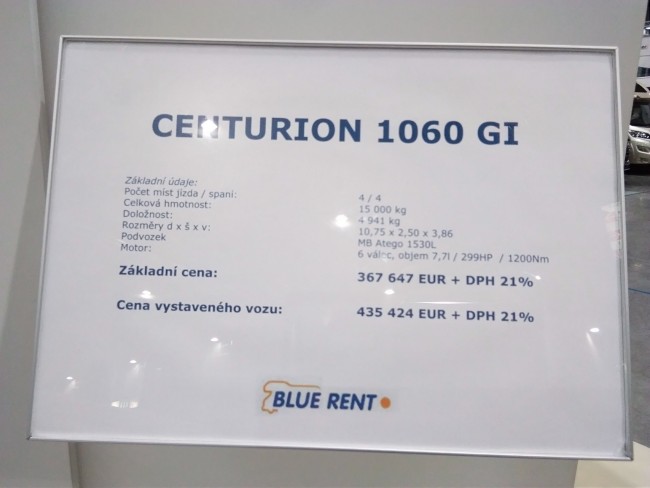 CENTURION 1060 GI
Základní údaje:
Počet míst jízda / spaní: 4 / 4
Celková hmotnost: 15 000 kg
Doložnost: 4 941 kg
Rozměry d x š x v: 10,75 x 2,50 x 3,86
Podvozek MB Atego 1530L
Motor: 6 válec, objem 7,7l / 299HP / 1200Nm
Základní cena: 367 647 EUR + DPH 21%
Cena vystaveného vozu: 435 424 EUR + DPH 21%
BLUE RENT